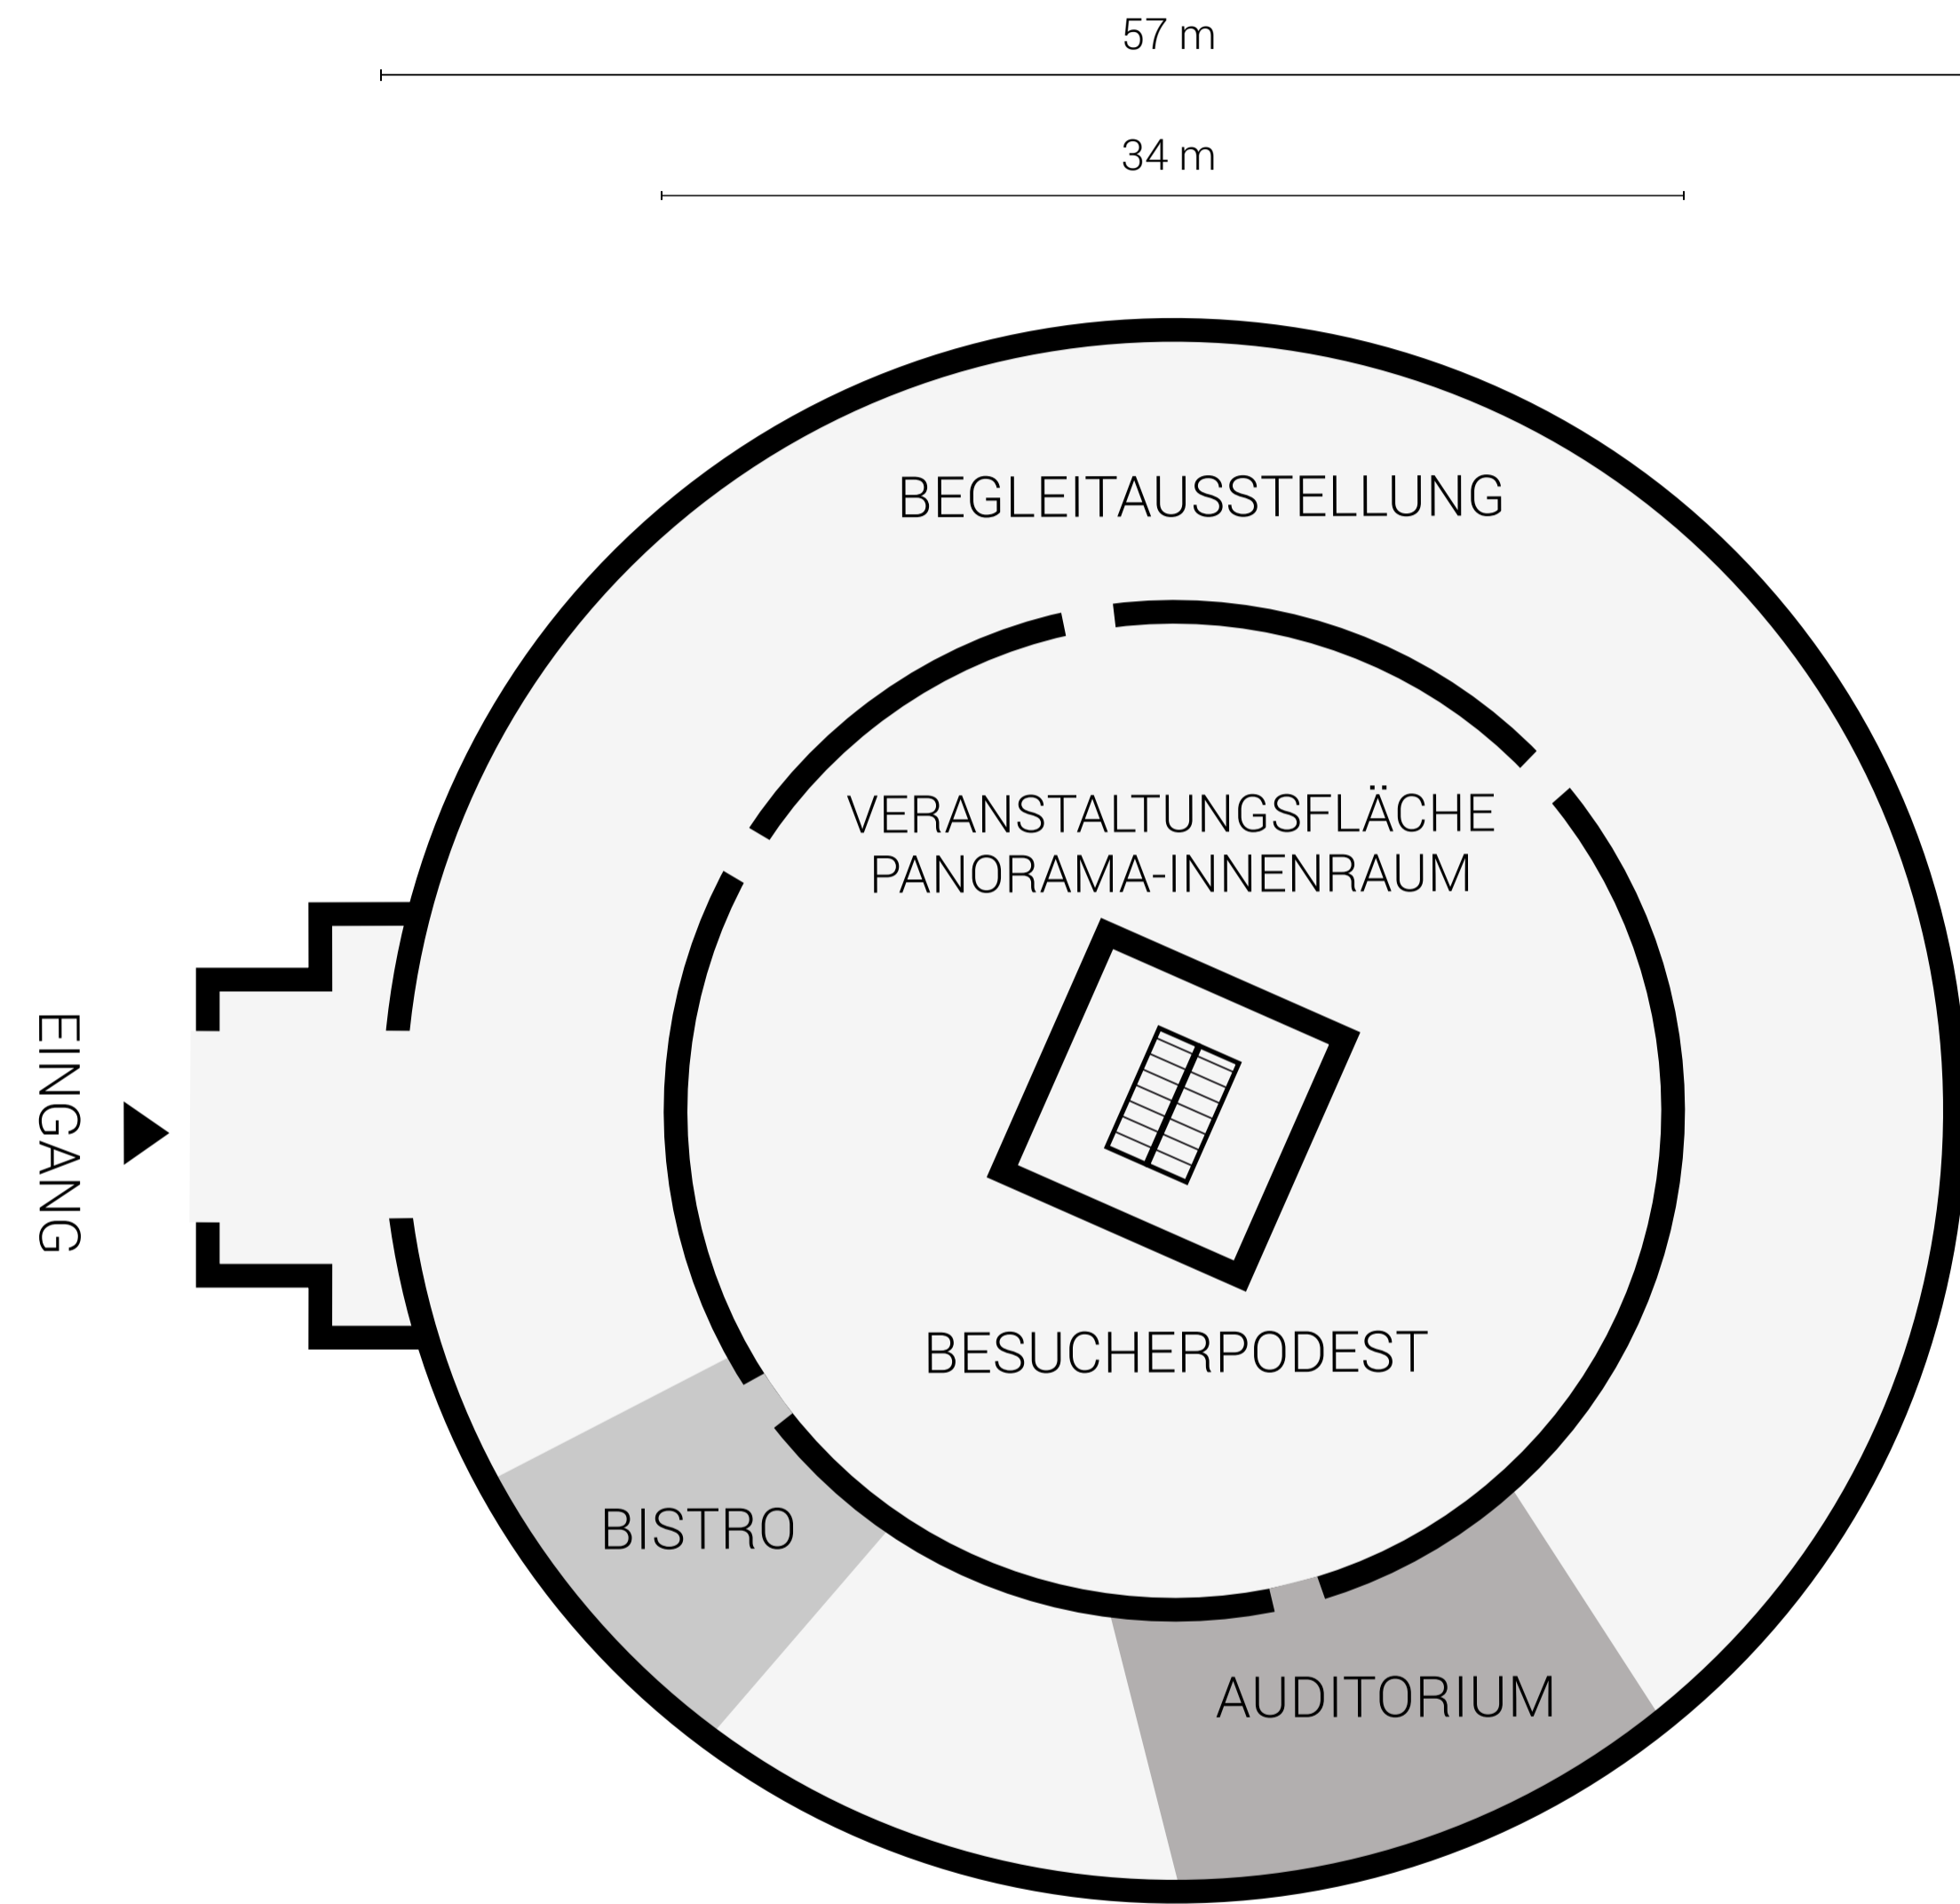 57 m
34 m
BEGLEITAUSSTELLUNG
VERANSTALTUNGSFLÄCHE
PANORAMA-INNENRAUM
EINGANG
BESUCHERPODEST
BISTRO
AUDITORIUM